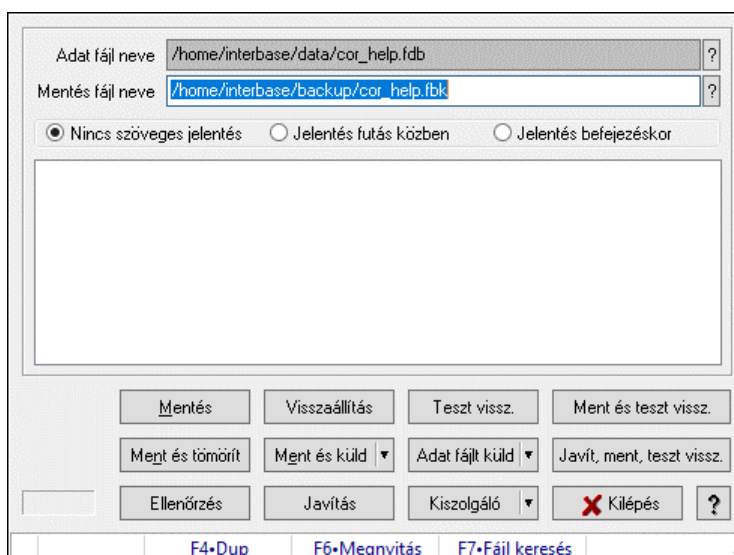 Adat fájl neve /home/interbase/data/cor_help.fdb ?
Mentés fájl neve /home/interbase/backup/cor_help.fbk ?
Nincs szöveges jelentés Jelentés futás közben Jelentés befejezéskor
Mentés Visszaállítás Teszt vissz. Ment és teszt vissz.
Ment és tömörít Ment és küld Adat fájlt küld Javít, ment, teszt vissz.
Ellenőrzés Javítás Kiszolgáló Kilépés ?
F4•Dup F6•Megnyitás F7•Fájl keresés